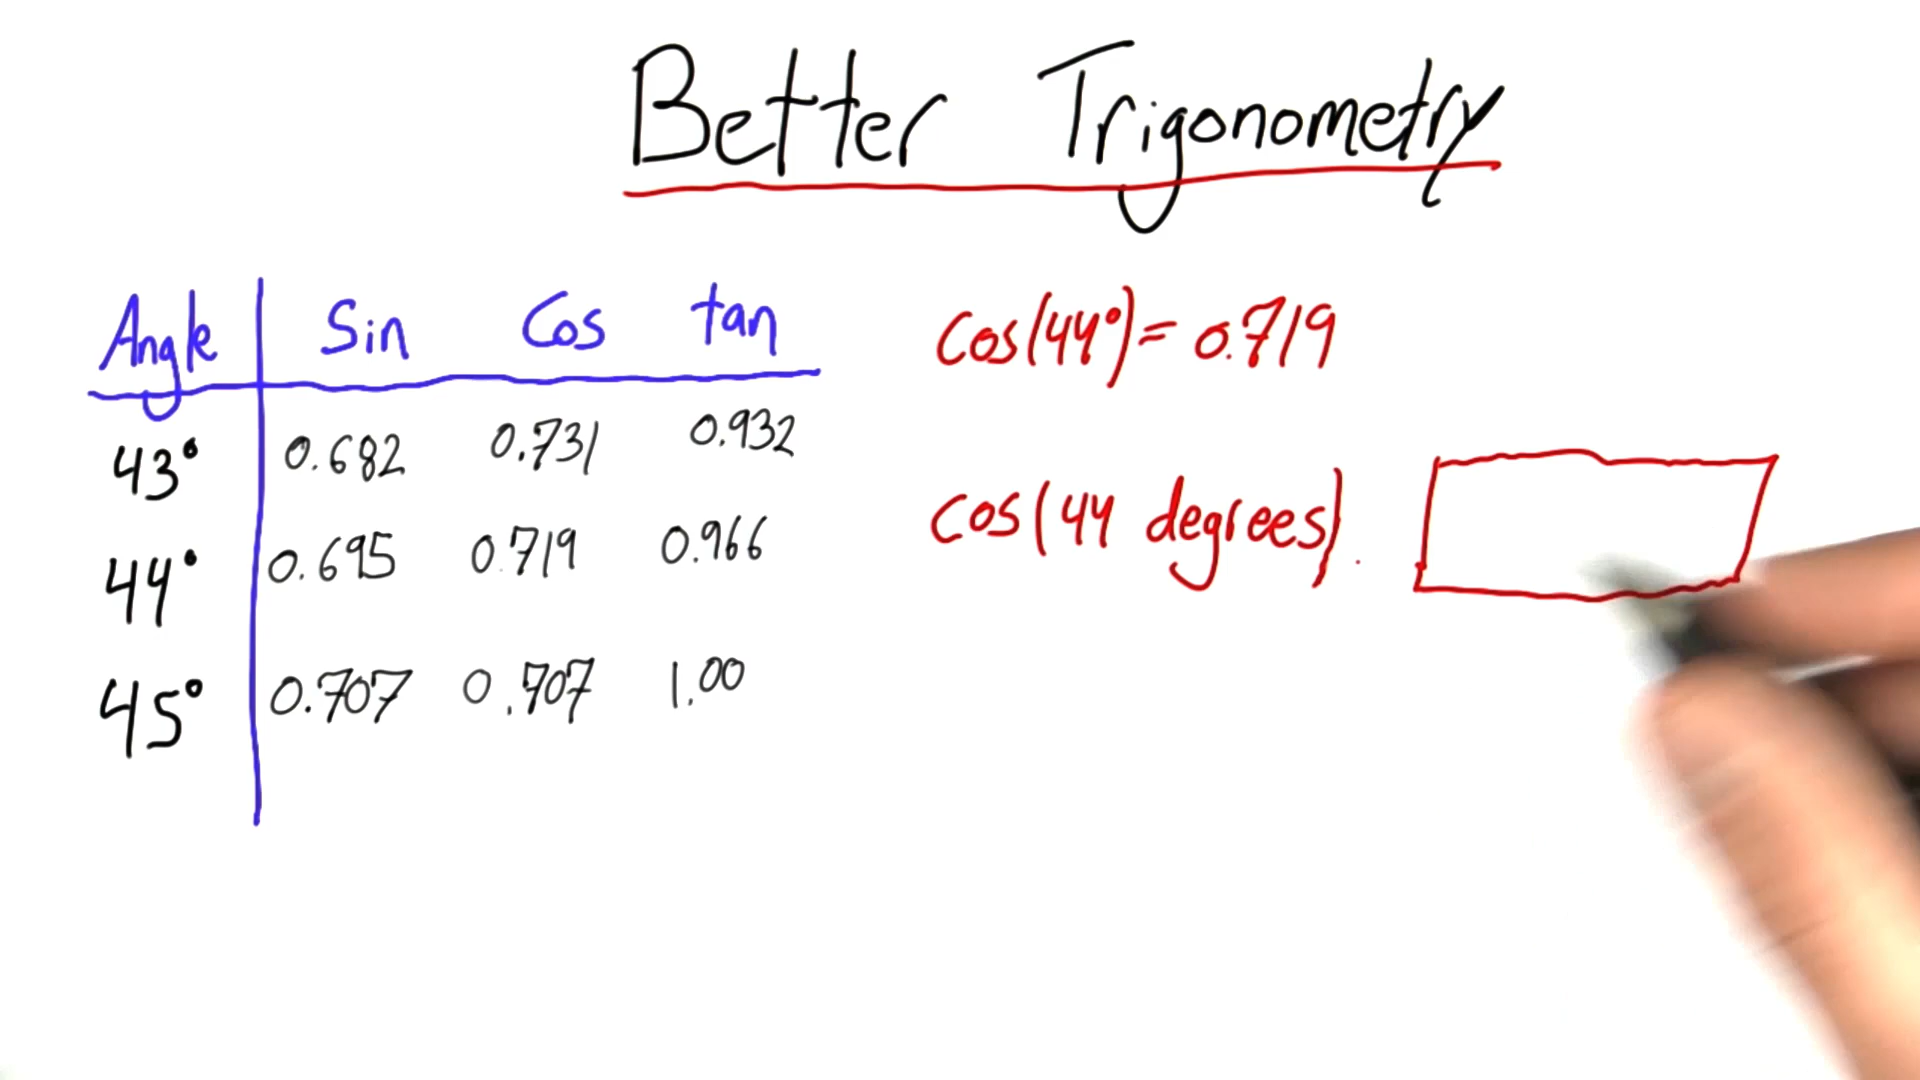 Better Trigonometry
Angle Sin Cos tan
43° 0.682 0.731 0.932
44° 0.695 0.719 0.966
45° 0.707 0.707 1.00
Cos(44°) = 0.719
Cos(44 degrees).